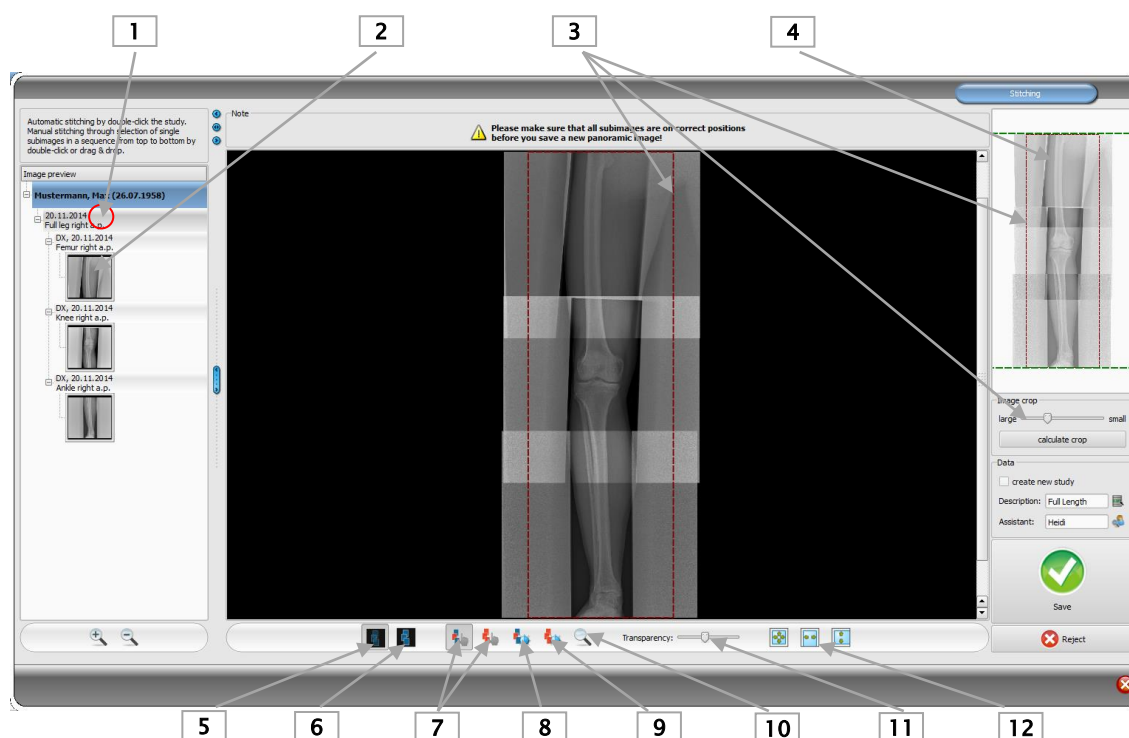 1
2
3
4
Stitching
Automatic stitching by double-click the study.
Manual stitching through selection of single
subimages in a sequence from top to bottom by
double-click or drag & drop.
Note
Please make sure that all subimages are on correct positions
before you save a new panoramic image!
Image preview
Mustermann, Max (26.07.1958)
20.11.2014
Full leg right a.p.
DX, 20.11.2014
Femur right a.p.
DX, 20.11.2014
Knee right a.p.
DX, 20.11.2014
Ankle right a.p.
Image crop
large
small
calculate crop
Data
create new study
Description: Full Length
Assistant: Heidi
Save
Reject
Transparency:
5
6
7
8
9
10
11
12